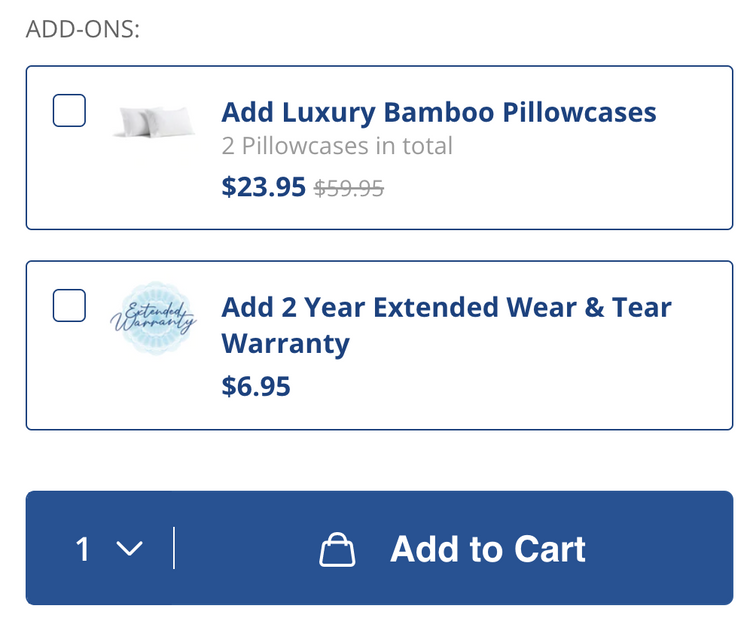 ADD-ONS:
Add Luxury Bamboo Pillowcases
2 Pillowcases in total
$23.95 $59.95
Extended
Warranty
Add 2 Year Extended Wear & Tear
Warranty
$6.95
1
Add to Cart